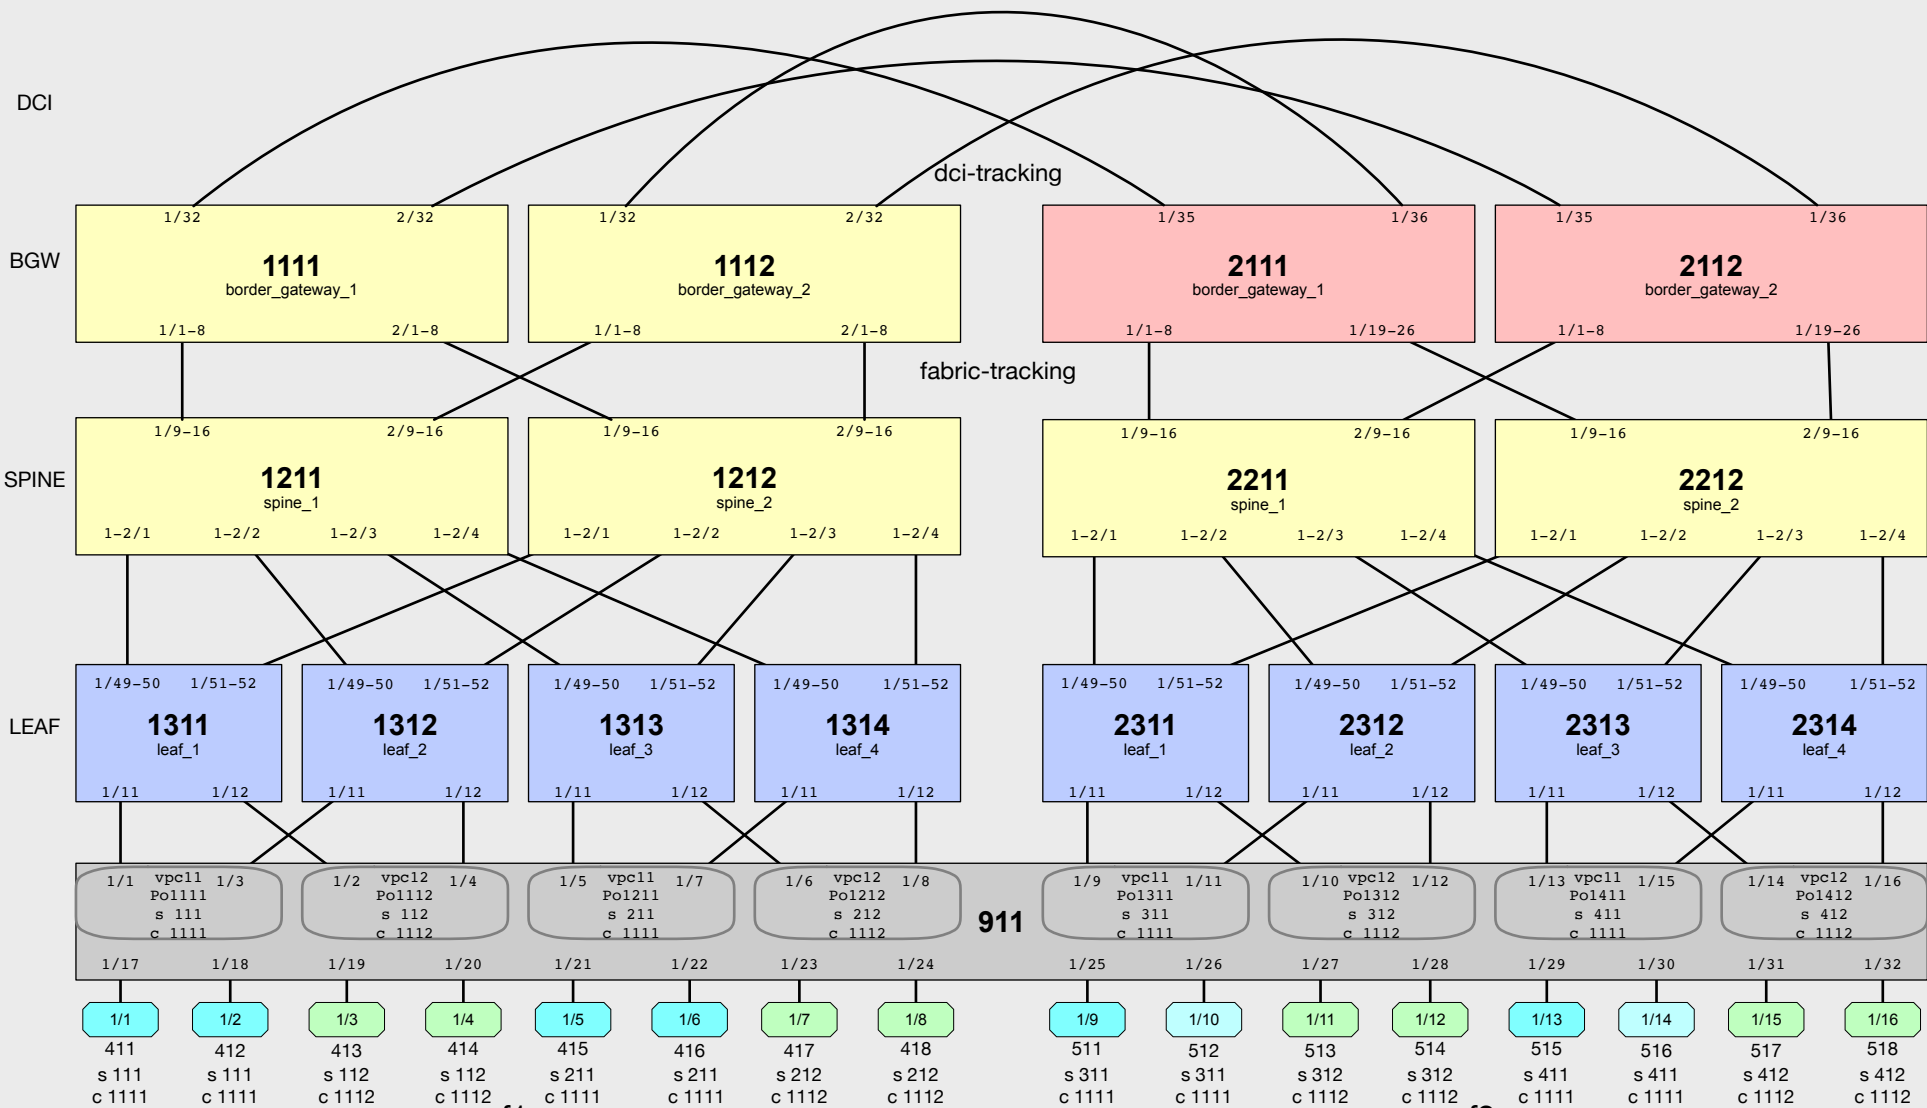 DCI
dci-tracking
1/32 2/32 1/32 2/32 1/35 1/36 1/35 1/36
BGW
1111 1112 2111 2112
border_gateway_1 border_gateway_2 border_gateway_1 border_gateway_2
1/1-8 2/1-8 1/1-8 2/1-8 1/1-8 1/19-26 1/1-8 1/19-26
fabric-tracking
1/9-16 2/9-16 1/9-16 2/9-16 1/9-16 2/9-16 1/9-16 2/9-16
SPINE
1211 1212 2211 2212
spine_1 spine_2 spine_1 spine_2
1-2/1 1-2/2 1-2/3 1-2/4 1-2/1 1-2/2 1-2/3 1-2/4 1-2/1 1-2/2 1-2/3 1-2/4 1-2/1 1-2/2 1-2/3 1-2/4
1/49-50 1/51-52 1/49-50 1/51-52 1/49-50 1/51-52 1/49-50 1/51-52 1/49-50 1/51-52 1/49-50 1/51-52 1/49-50 1/51-52 1/49-50 1/51-52
LEAF
1311 1312 1313 1314 2311 2312 2313 2314
leaf_1 leaf_2 leaf_3 leaf_4 leaf_1 leaf_2 leaf_3 leaf_4
1/11 1/12 1/11 1/12 1/11 1/12 1/11 1/12 1/11 1/12 1/11 1/12 1/11 1/12 1/11 1/12
1/1 vpc11 1/3 1/2 vpc12 1/4 1/5 vpc11 1/7 1/6 vpc12 1/8 1/9 vpc11 1/11 1/10 vpc12 1/12 1/13 vpc11 1/15 1/14 vpc12 1/16
Po1111 Po1112 Po1211 Po1212 Po1311 Po1312 Po1411 Po1412
s 111 s 112 s 211 s 212 s 311 s 312 s 411 s 412
c 1111 c 1112 c 1111 c 1112 c 1111 c 1112 c 1111 c 1112
911
1/17 1/18 1/19 1/20 1/21 1/22 1/23 1/24 1/25 1/26 1/27 1/28 1/29 1/30 1/31 1/32
1/1 1/2 1/3 1/4 1/5 1/6 1/7 1/8 1/9 1/10 1/11 1/12 1/13 1/14 1/15 1/16
411 412 413 414 415 416 417 418 511 512 513 514 515 516 517 518
s 111 s 111 s 112 s 112 s 211 s 211 s 212 s 212 s 311 s 311 s 312 s 312 s 411 s 411 s 412 s 412
c 1111 c 1111 c 1112 c 1112 c 1111 c 1111 c 1112 c 1112 c 1111 c 1111 c 1112 c 1112 c 1111 c 1111 c 1112 c 1112